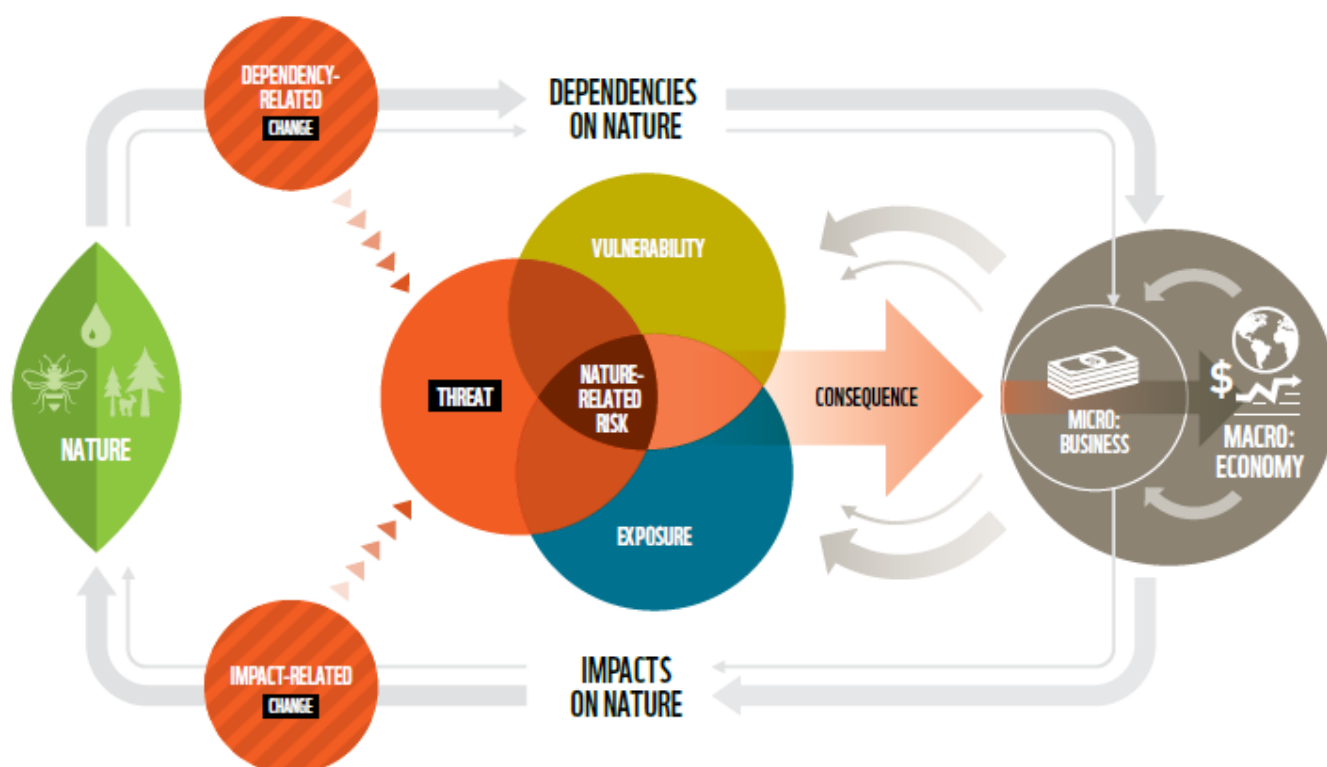 DEPENDENCY-
RELATED
CHANGE
DEPENDENCIES
ON NATURE
VULNERABILITY
NATURE
THREAT
NATURE-
RELATED
RISK
CONSEQUENCE
MICRO:
BUSINESS
$
MACRO:
ECONOMY
EXPOSURE
IMPACT-RELATED
CHANGE
IMPACTS
ON NATURE